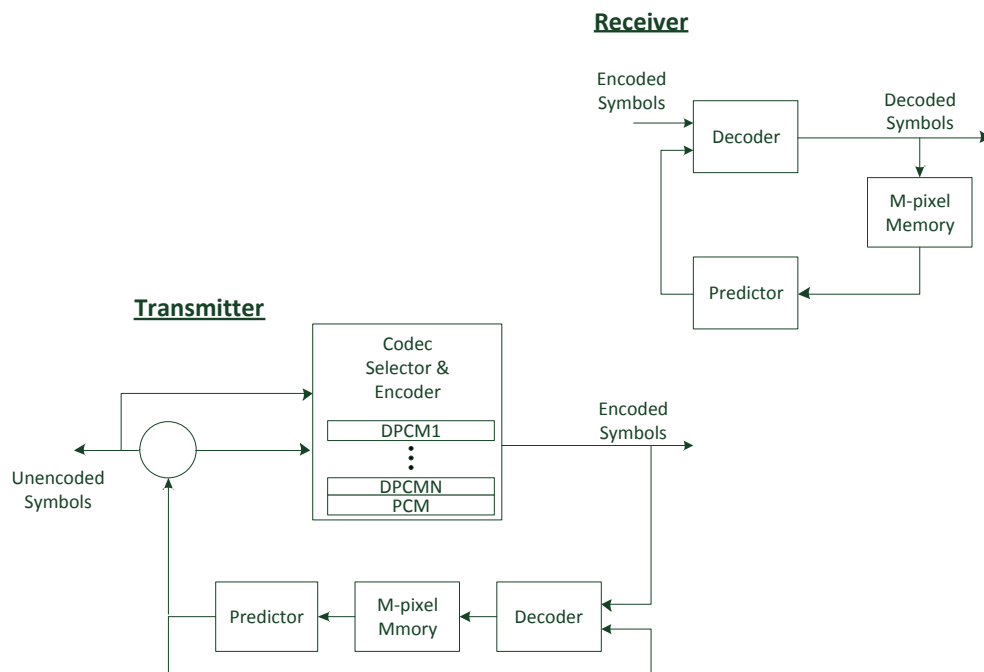 Receiver
Encoded
Symbols
Decoder
Decoded
Symbols
M-pixel
Memory
Predictor
Transmitter
Codec
Selector &
Encoder
DPCM1
DPCMN
PCM
Encoded
Symbols
Unencoded
Symbols
Predictor
M-pixel
Mmory
Decoder